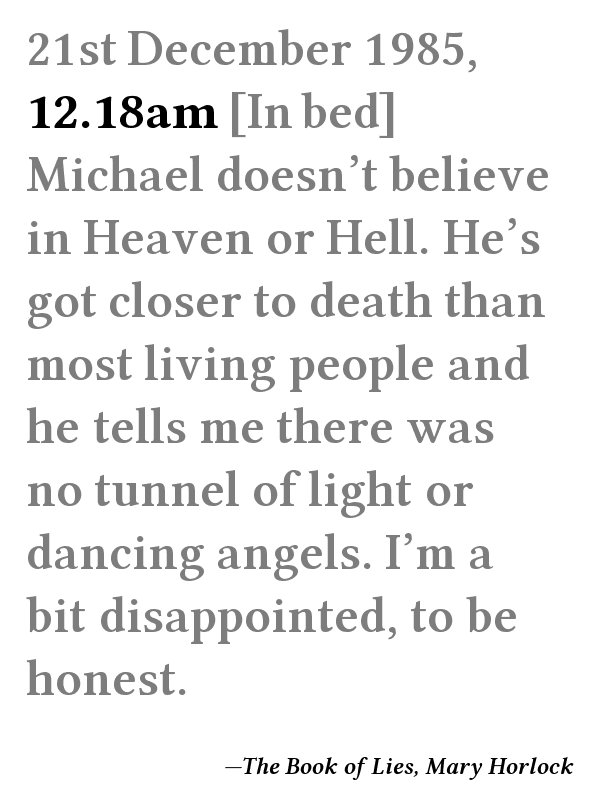 21st December 1985,
12.18am [In bed]
Michael doesn’t believe
in Heaven or Hell. He’s
got closer to death than
most living people and
he tells me there was
no tunnel of light or
dancing angels. I’m a
bit disappointed, to be
honest.
—The Book of Lies, Mary Horlock